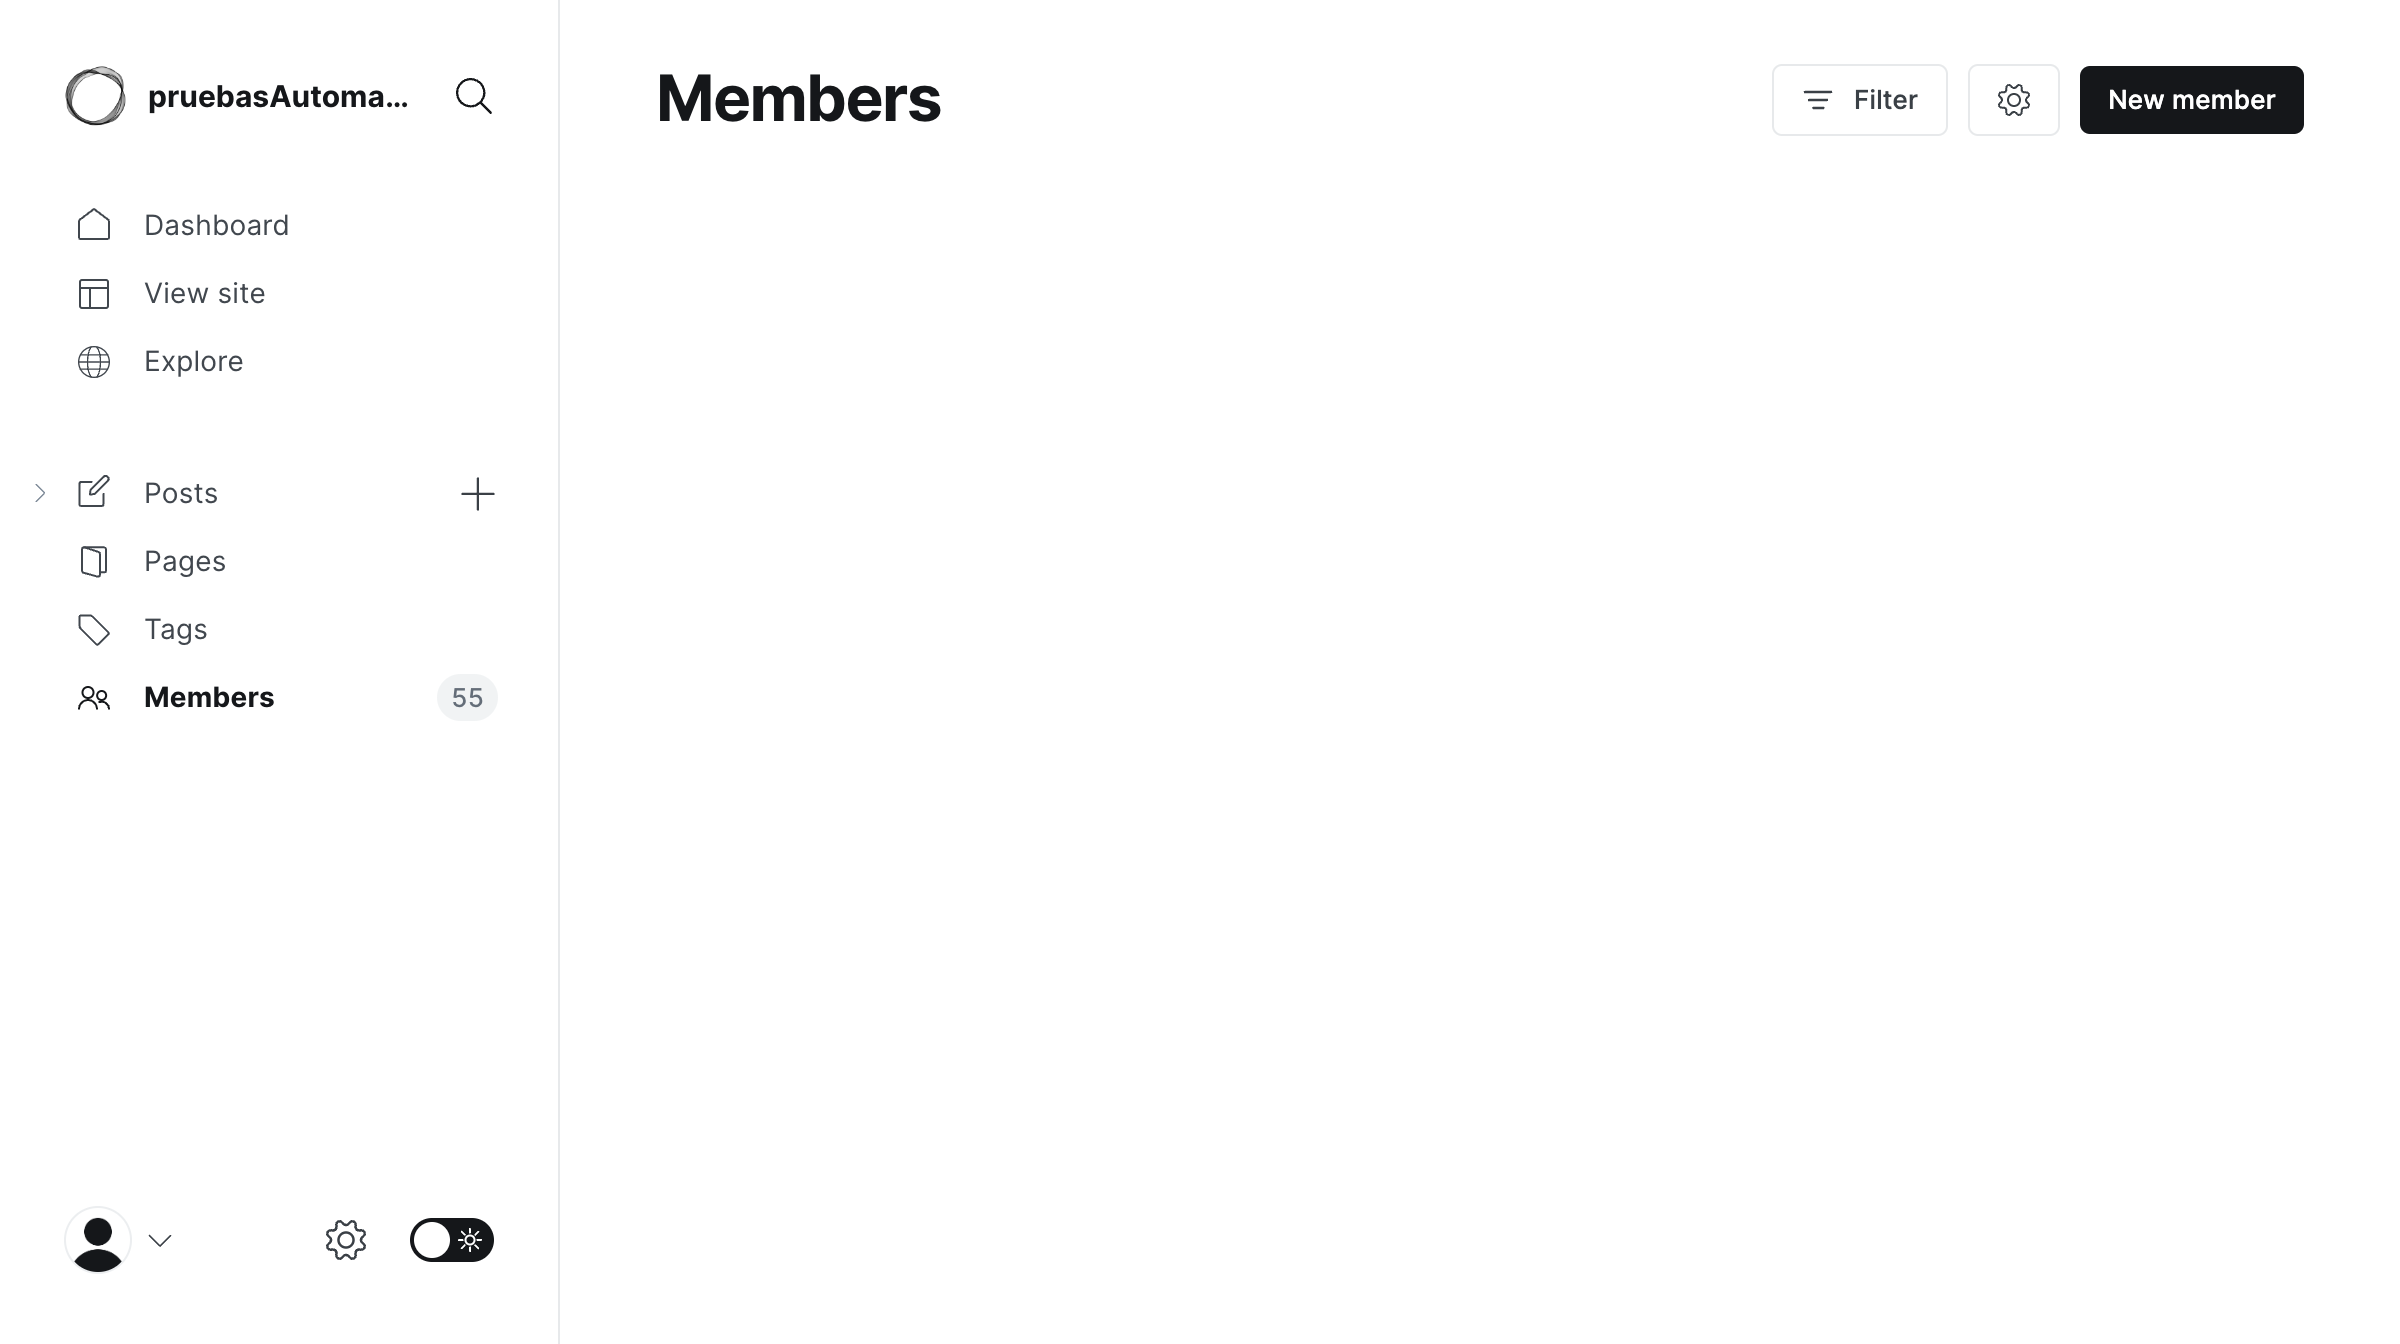 pruebasAutoma...
Dashboard
View site
Explore
Posts
Pages
Tags
Members
55
Members
Filter
New member